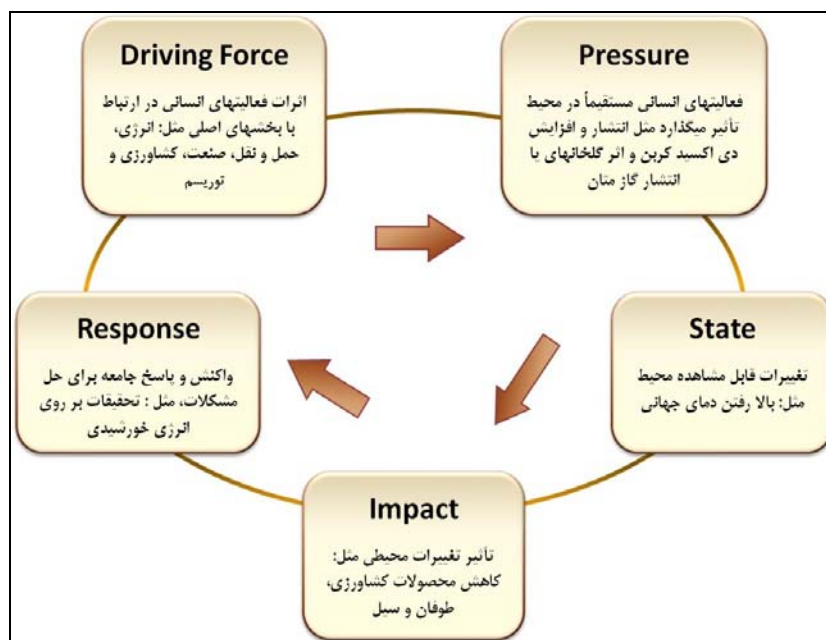 Driving Force
اثرات فعالیتهای انسانی در ارتباط
با بخشهای اصلی مثل: انرژی،
حمل و نقل، صنعت، کشاورزی و
توریسم
Pressure
فعالیتهای انسانی مستقیماً در محیط
تأثیر میگذارد مثل انتشار و افزایش
دی اکسید کربن و اثر گلخانهای یا
انتشار گاز متان
State
تغییرات قابل مشاهده محیط
مثل: بالا رفتن دمای جهانی
Impact
تأثیر تغییرات محیطی مثل:
کاهش محصولات کشاورزی،
طوفان و سیل
Response
واکنش و پاسخ جامعه برای حل
مشکلات، مثل : تحقیقات بر روی
انرژی خورشیدی